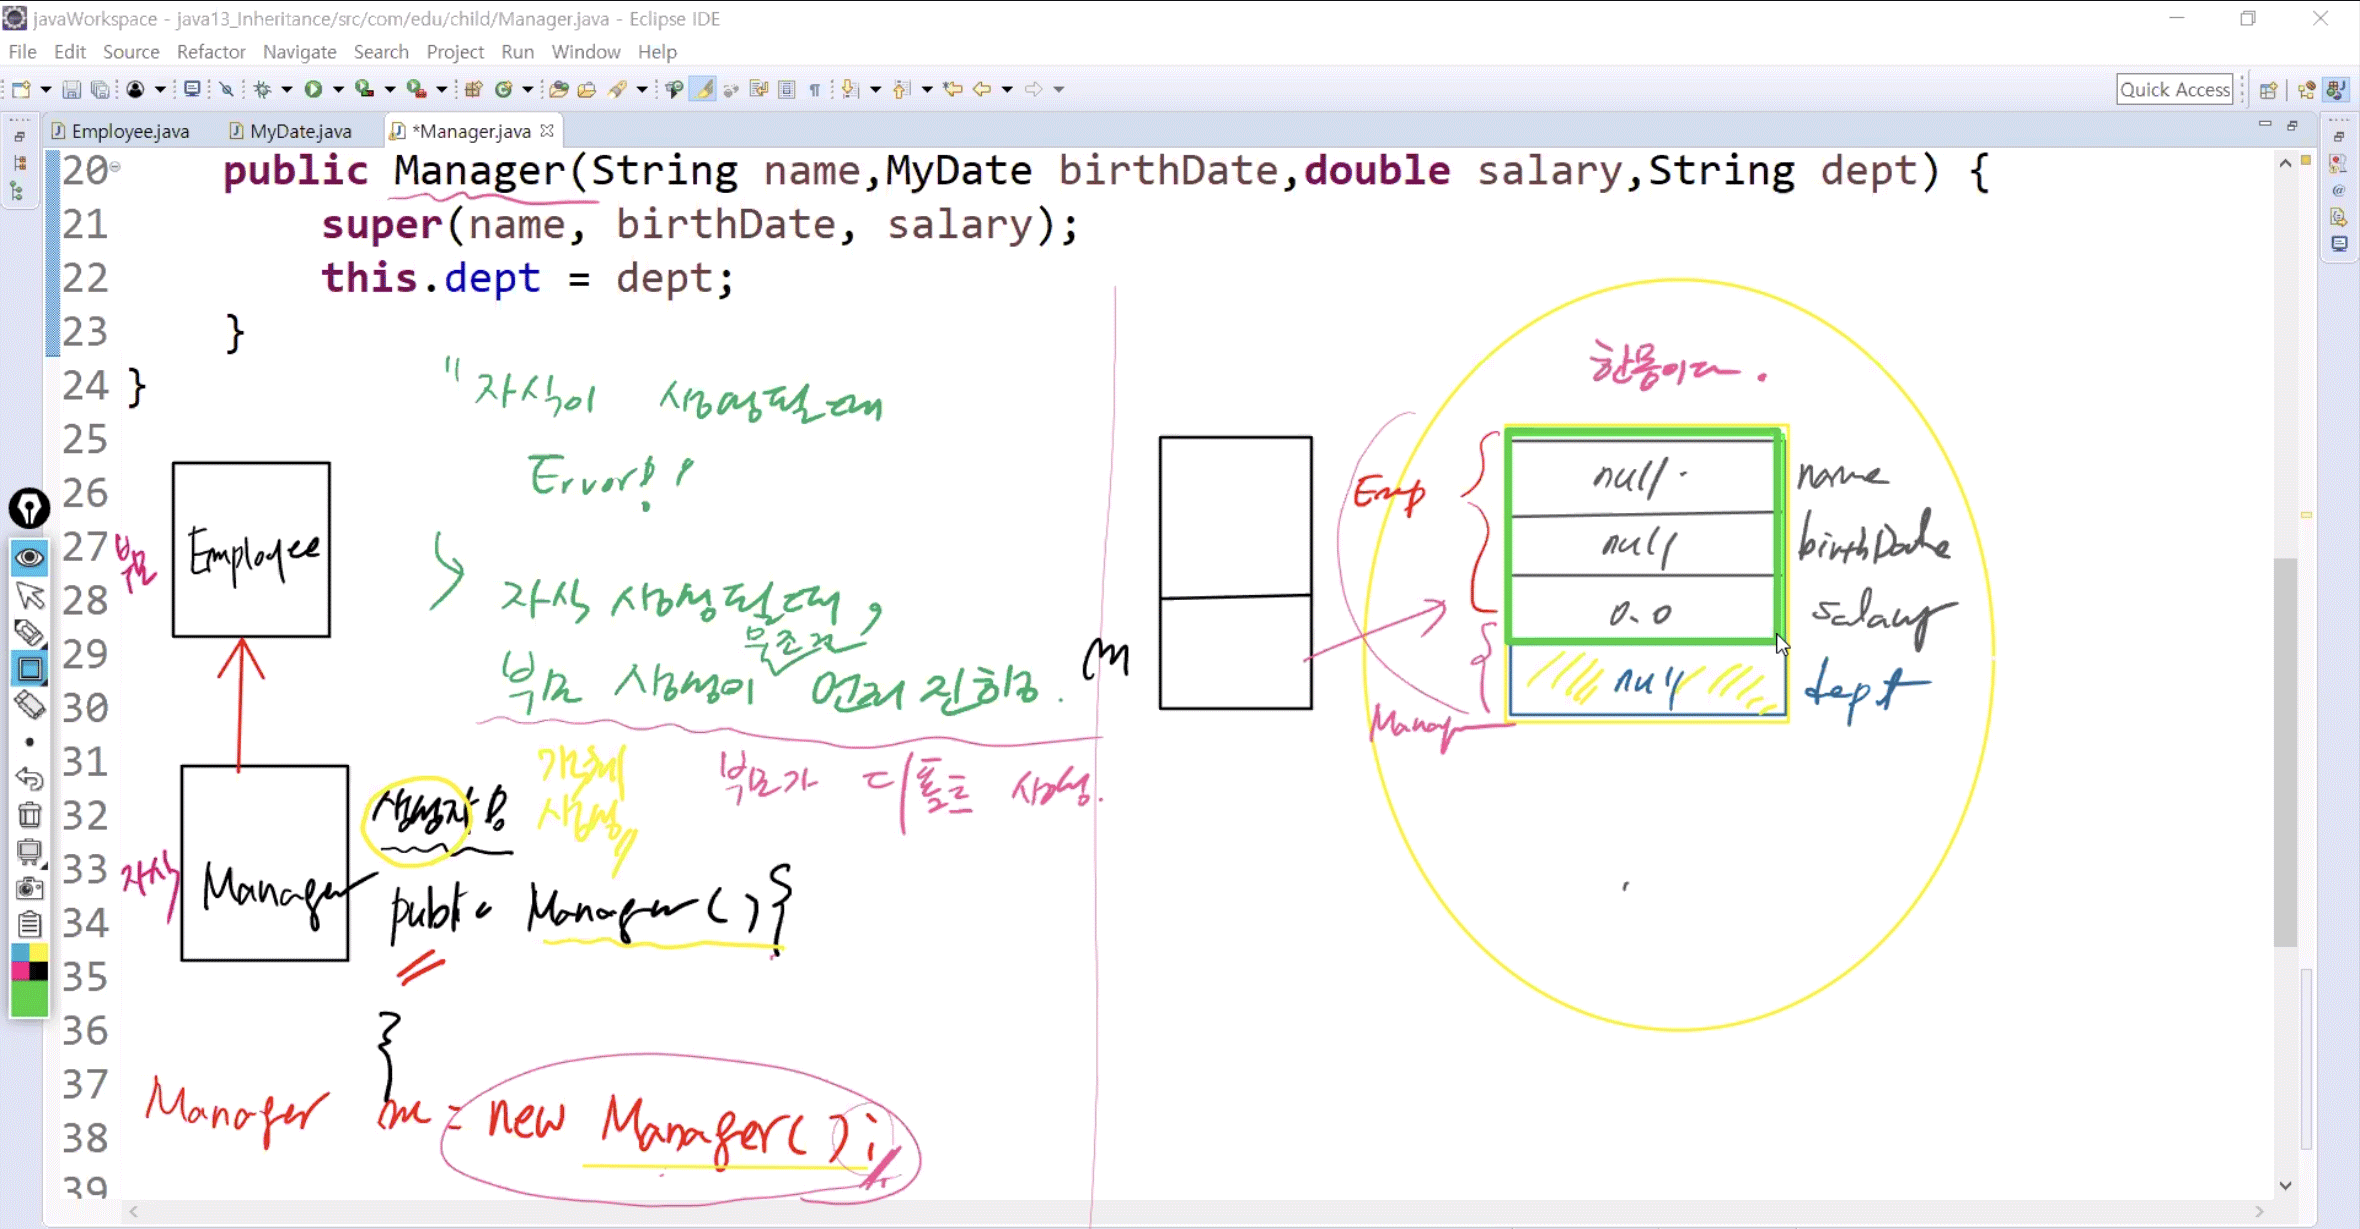 javaWorkspace - java13_Inheritance/src/com/edu/child/Manager.java - Eclipse IDE
File Edit Source Refactor Navigate Search Project Run Window Help
Quick Access
Employee.java MyDate.java *Manager.java
20 public Manager(String name,MyDate birthDate,double salary,String dept) {
21 super(name, birthDate, salary);
22 this.dept = dept;
23 }
24 }
25
26
27
28
29
30
31
32
33
34
35
36
37
38
39
"자식이 생성될때
Error!!
자식 생성될때,
무조건
부모 생성이 먼저 진행.
부모가 디폴트 생성.
부모
Employee
자식
Manager
생성자명
객체
생성
public Manager(){
}
Manager m = new Manager();
한몸이다.
m
Emp
Manag
null
name
null
birthDate
0.0
salary
null
dept